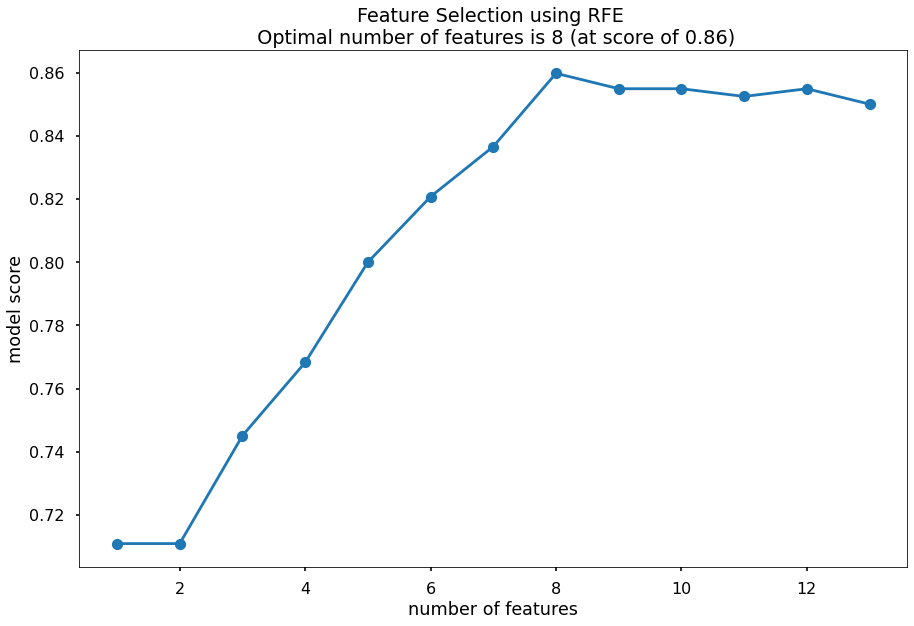 Feature Selection using RFE
Optimal number of features is 8 (at score of 0.86)
model score
0.86
0.84
0.82
0.80
0.78
0.76
0.74
0.72
2 4 6 8 10 12
number of features